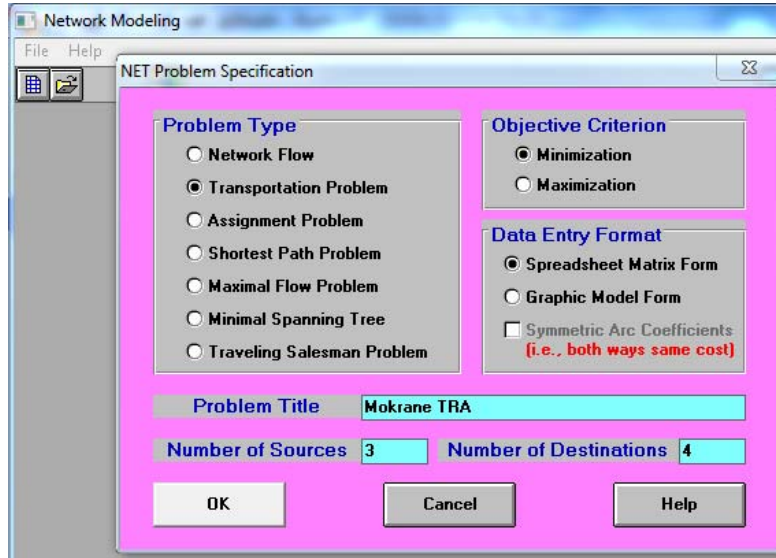 Network Modeling
File Help
NET Problem Specification
Problem Type
Network Flow
Transportation Problem
Assignment Problem
Shortest Path Problem
Maximal Flow Problem
Minimal Spanning Tree
Traveling Salesman Problem
Objective Criterion
Minimization
Maximization
Data Entry Format
Spreadsheet Matrix Form
Graphic Model Form
Symmetric Arc Coefficients
(i.e., both ways same cost)
Problem Title Mokrane TRA
Number of Sources 3 Number of Destinations 4
OK Cancel Help